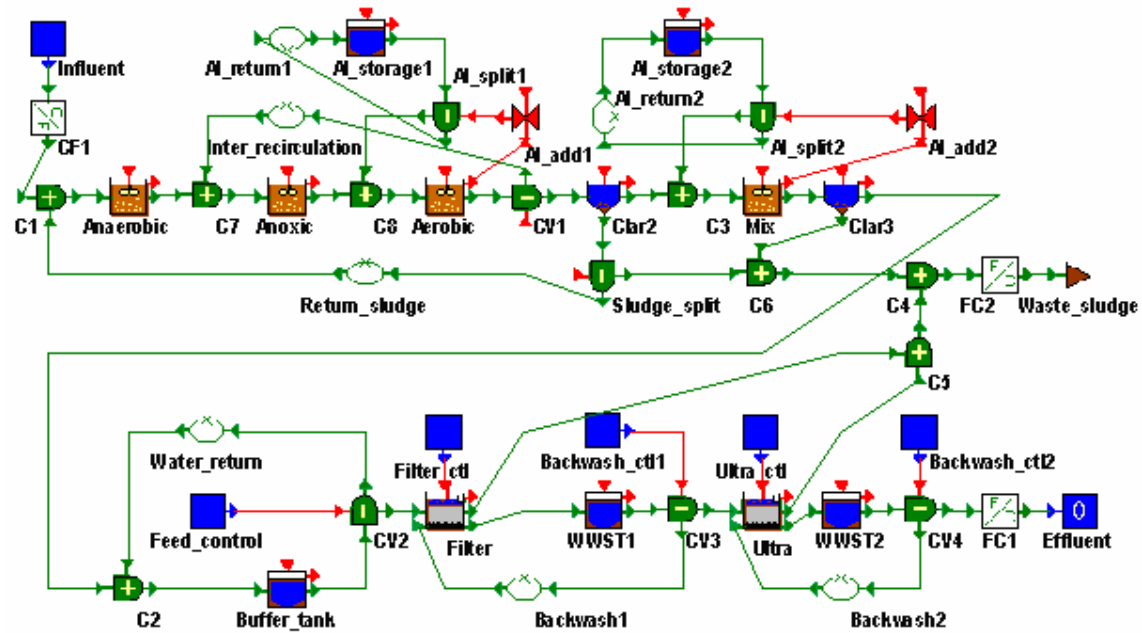 Influent
Al_return1
Al_storage1
Al_split1
Al_storage2
Al_return2
CF1
Inter_recirculation
Al_add1
Al_split2
Al_add2
C1
Anaerobic
C7
Anoxic
C8
Aerobic
CV1
Clar2
C3
Mix
Clar3
Return_sludge
Sludge_split
C6
C4
FC2
Waste_sludge
C5
Water_return
Filter_ctl
Backwash_ctl1
Ultra_ctl
Backwash_ctl2
Feed_control
CV2
Filter
WWST1
CV3
Ultra
WWST2
CV4
FC1
Effluent
C2
Buffer_tank
Backwash1
Backwash2